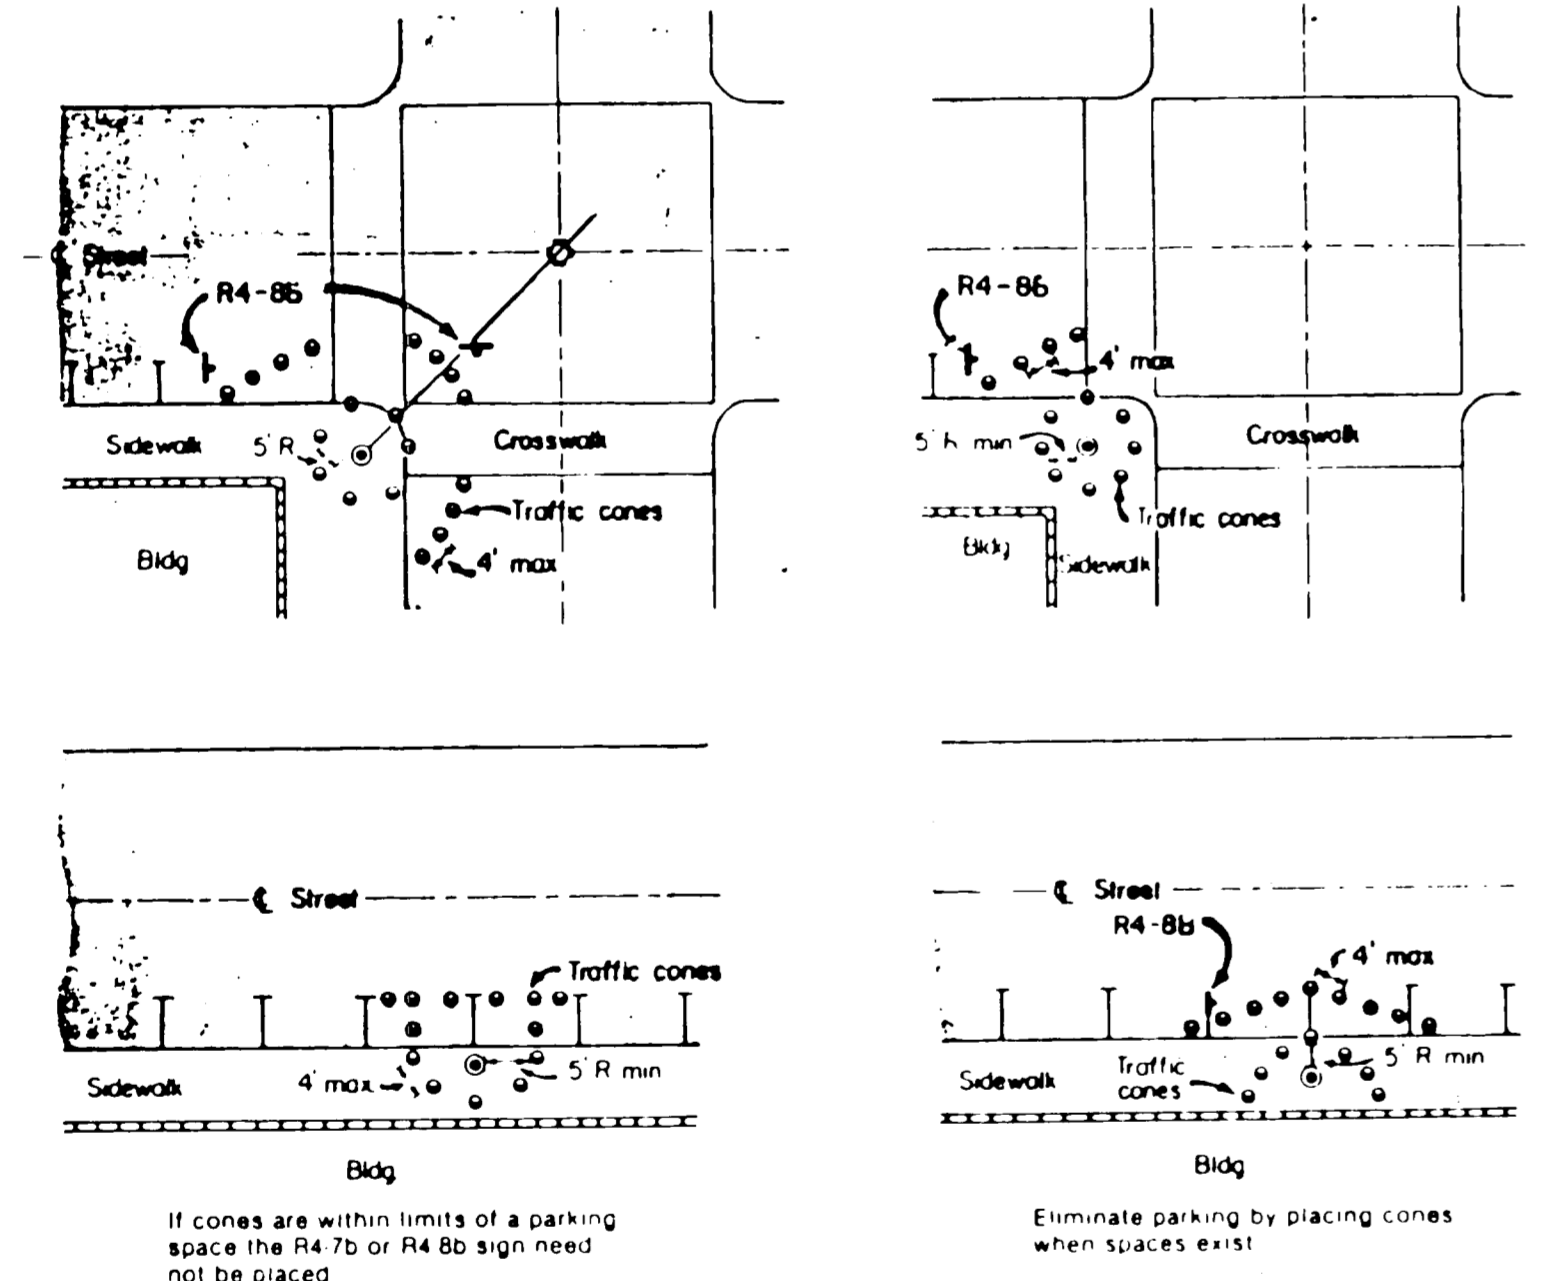 ℄ Street
R4-8b
Sidewalk
5' R
Crosswalk
Traffic cones
Bldg
4' max
R4-8b
4' max
5' R min
Crosswalk
Traffic cones
Bldg
Sidewalk
℄ Street
Traffic cones
5' R min
4' max
Sidewalk
Bldg
If cones are within limits of a parking
space the R4-7b or R4 8b sign need
not be placed
℄ Street
R4-8b
4' max
Traffic
cones
5' R min
Sidewalk
Bldg
Eliminate parking by placing cones
when spaces exist